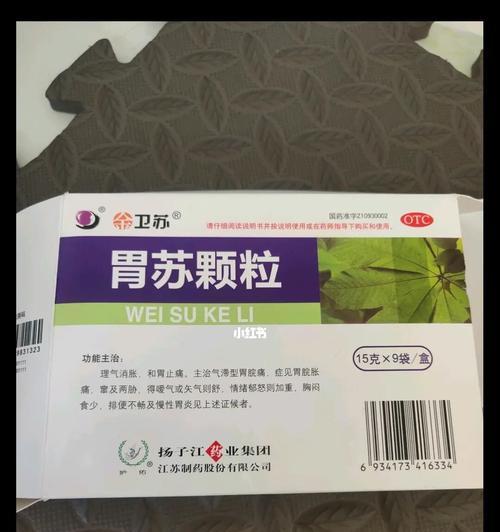 金卫苏®
国药准字Z10930002
OTC
请仔细阅读说明书并按说明使用或在药师指导下购买和使用。
胃苏颗粒
WEI SU KE LI
小红书
功能主治:
理气消胀、和胃止痛。主治气滞型胃脘痛,症见胃脘胀
痛,窜及两胁,得嗳气或矢气则舒,情绪郁怒则加重,胸闷
食少,排便不畅及慢性胃炎见上述证候者。
15克×9袋/盒
护佑
扬子江药业集团
江苏制药股份有限公司
6 934173 416334